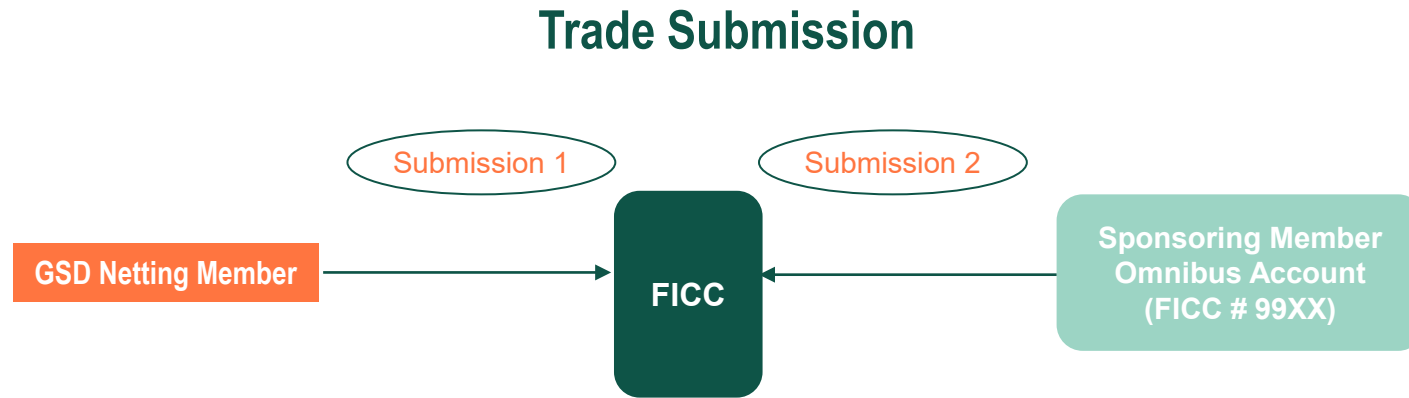 Trade Submission
Submission 1
Submission 2
GSD Netting Member
FICC
Sponsoring Member
Omnibus Account
(FICC # 99XX)